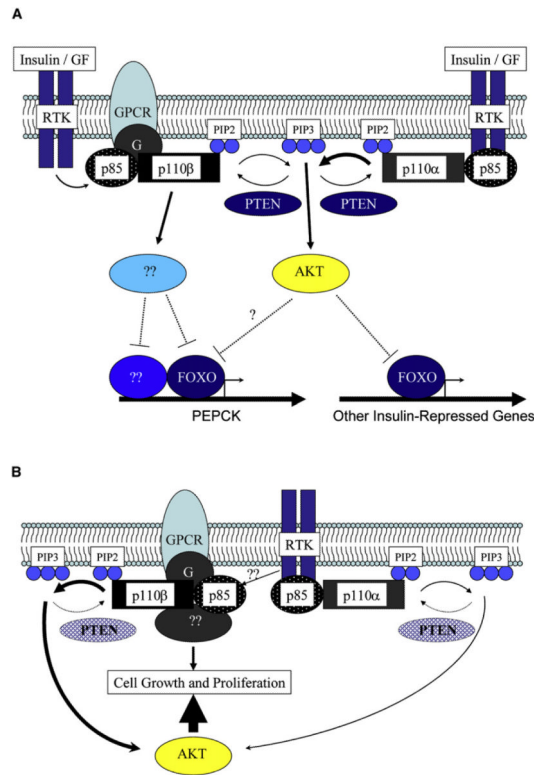 A
Insulin / GF
Insulin / GF
GPCR
RTK
RTK
PIP2
PIP3
PIP2
G
p85
p110β
p110α
p85
PTEN
PTEN
??
AKT
?
??
FOXO
FOXO
PEPCK
Other Insulin-Repressed Genes
B
GPCR
RTK
PIP3
PIP2
PIP2
PIP3
G
??
p110β
p85
p85
p110α
??
PTEN
PTEN
Cell Growth and Proliferation
AKT